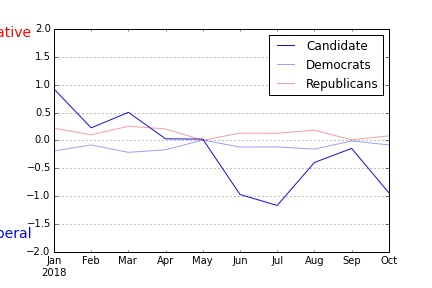 ative
2.0
1.5
1.0
0.5
0.0
−0.5
−1.0
−1.5
−2.0
eral
Candidate
Democrats
Republicans
Jan Feb Mar Apr May Jun Jul Aug Sep Oct
2018